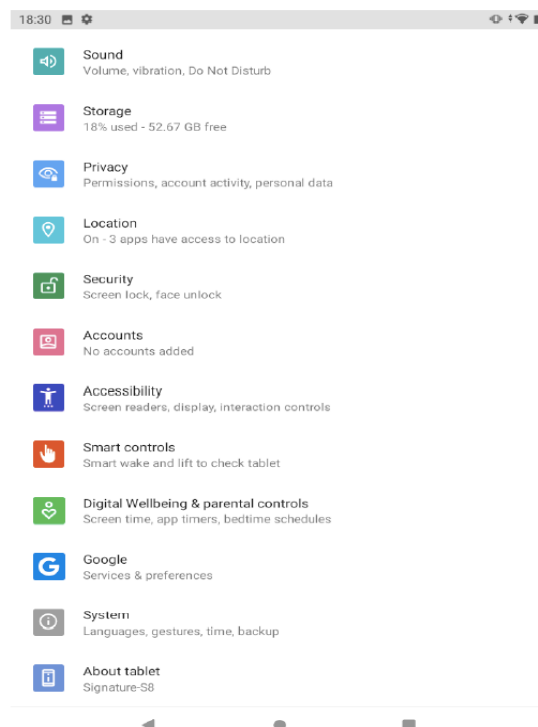 18:30
Sound
Volume, vibration, Do Not Disturb
Storage
18% used - 52.67 GB free
Privacy
Permissions, account activity, personal data
Location
On - 3 apps have access to location
Security
Screen lock, face unlock
Accounts
No accounts added
Accessibility
Screen readers, display, interaction controls
Smart controls
Smart wake and lift to check tablet
Digital Wellbeing & parental controls
Screen time, app timers, bedtime schedules
Google
Services & preferences
System
Languages, gestures, time, backup
About tablet
Signature-S8